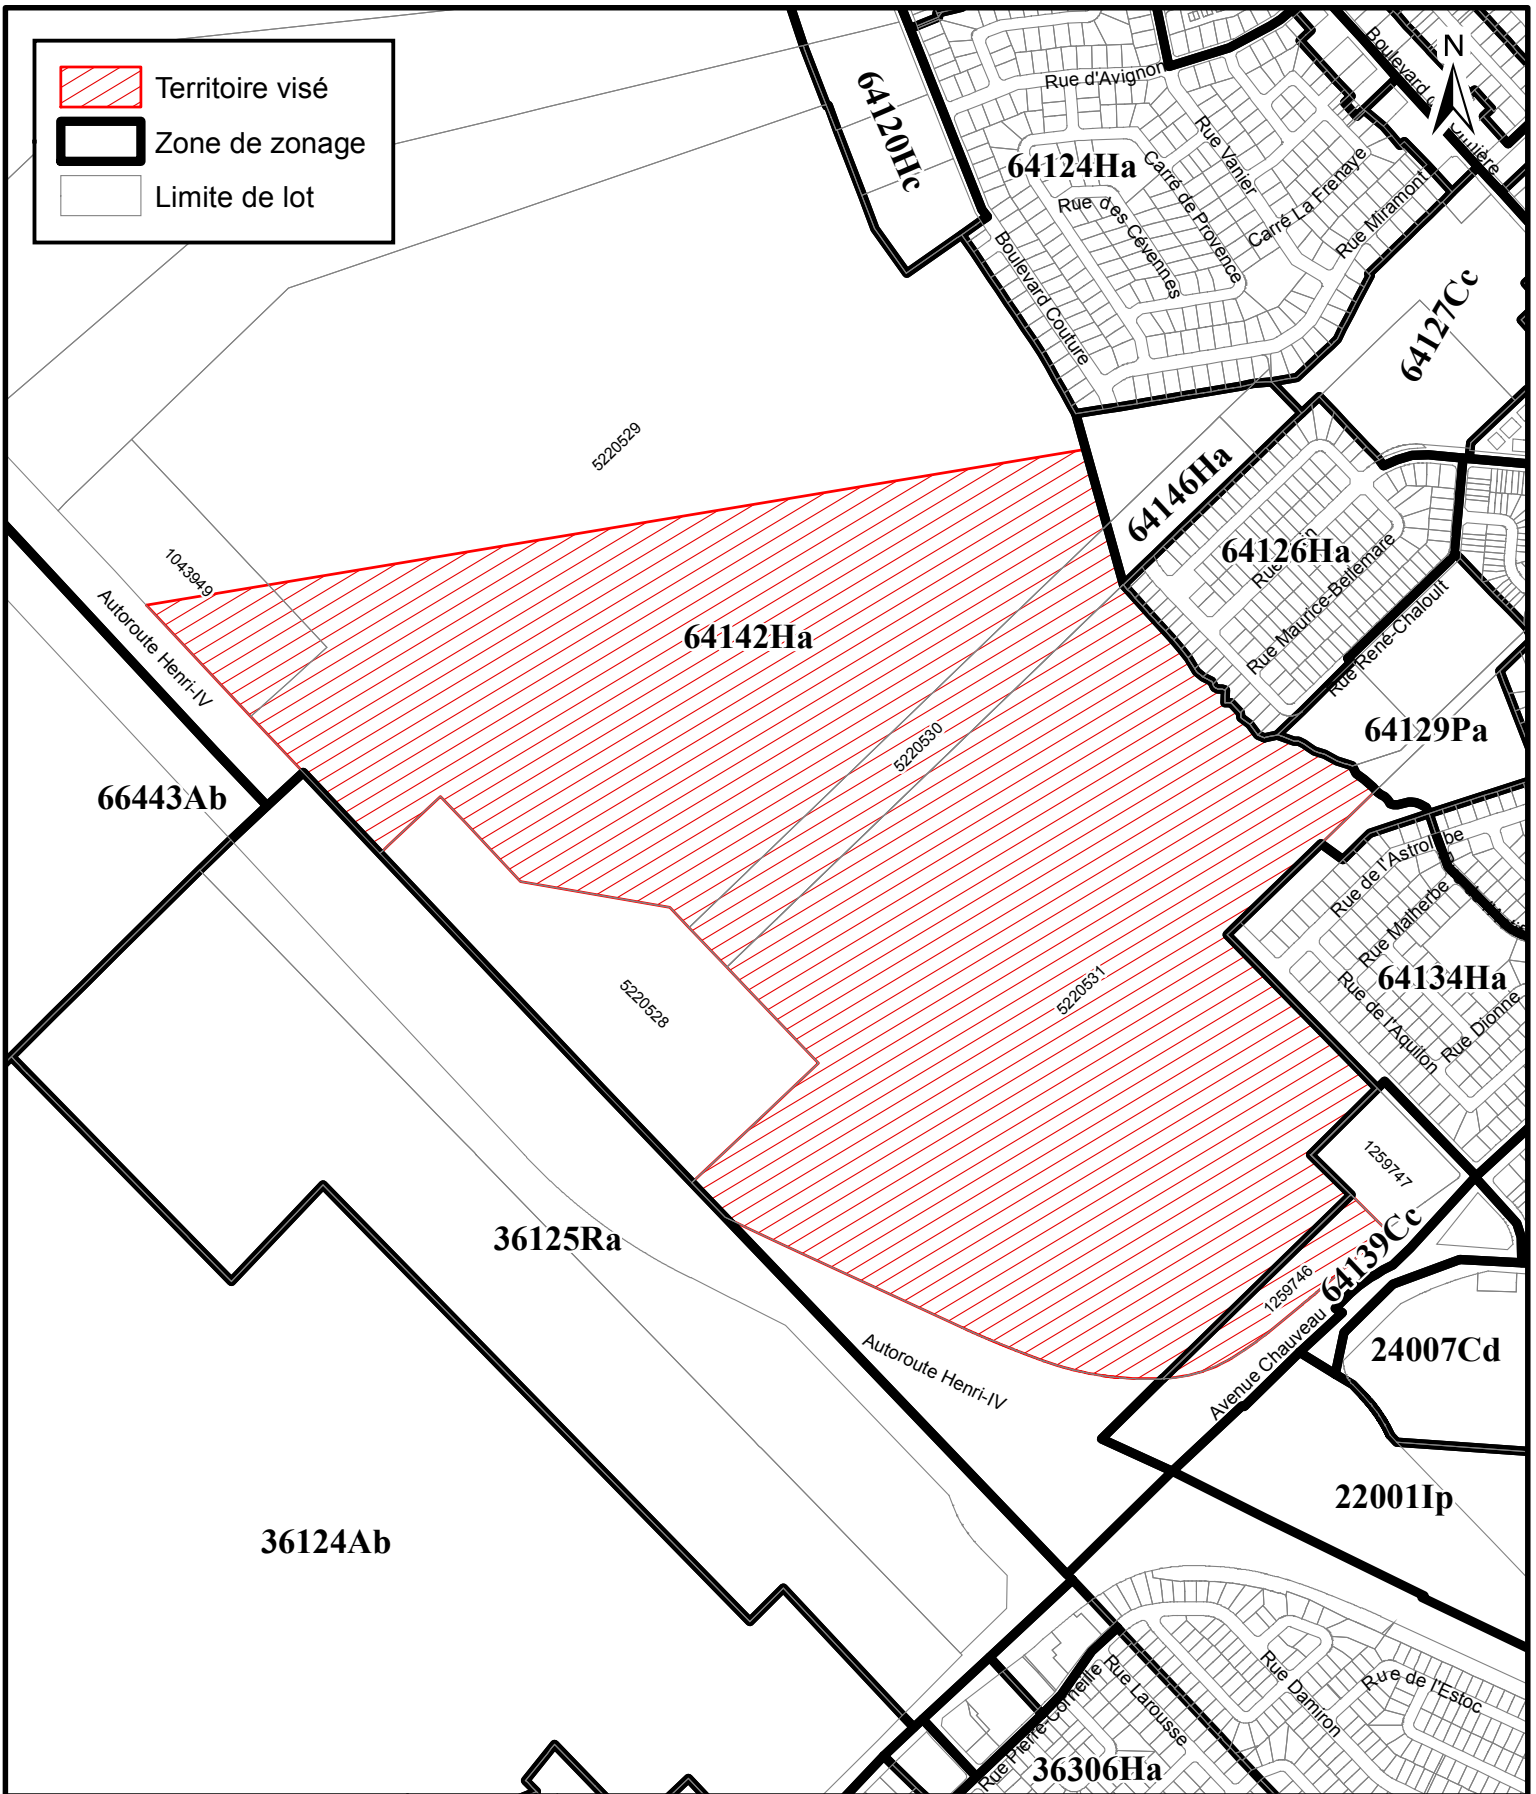 N
Territoire visé
Zone de zonage
Limite de lot
64120Hc
Rue d'Avignon
64124Ha
Rue Vanier
Carré de Provence
Rue des Cévennes
Carré La Frenaye
Rue Miramont
Boulevard Couture
Boulevard
64127Cc
5220529
64146Ha
64126Ha
Rue Maurice-Bellemare
Rue René-Chaloult
1043949
Autoroute Henri-IV
64142Ha
5220530
64129Pa
66443Ab
Rue de l'Astrolabe
Rue Malherbe
64134Ha
Rue de l'Aquilon
Rue Dionne
5220528
5220531
1259747
36125Ra
64139Cc
1259746
Avenue Chauveau
24007Cd
Autoroute Henri-IV
22001Ip
36124Ab
Rue Pierre-Corneille
Rue Larousse
Rue Damiron
Rue de l'Estoc
36306Ha